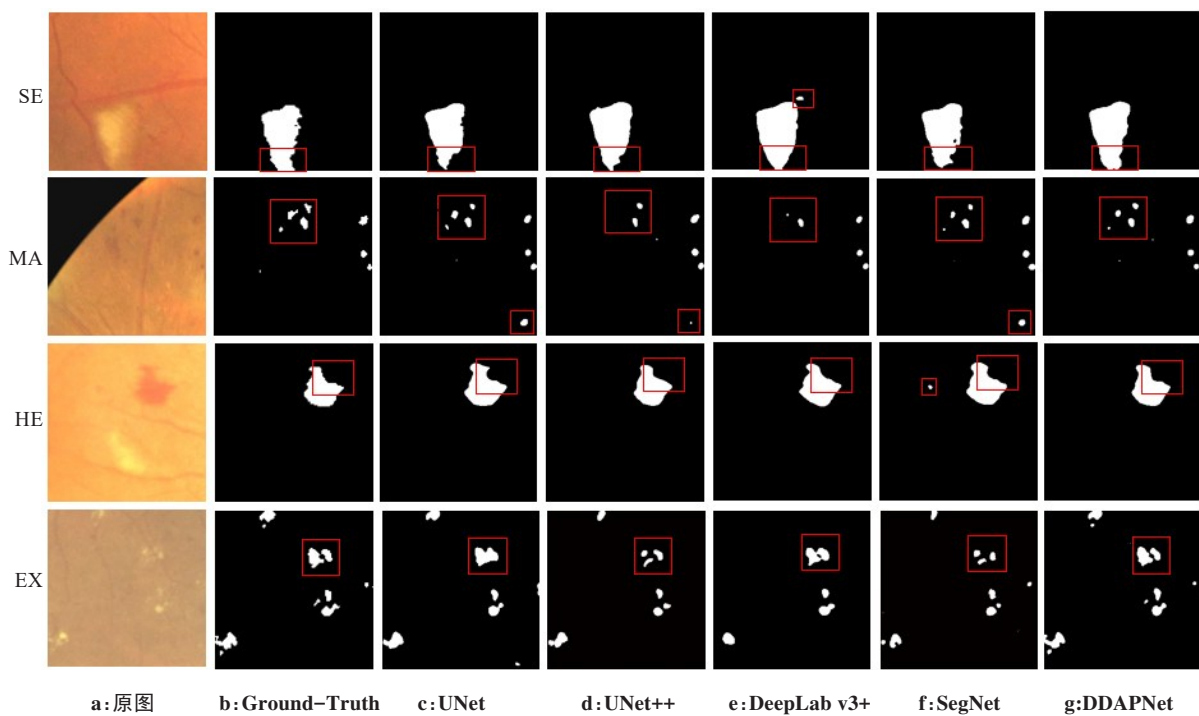 SE
MA
HE
EX
a:原图 b:Ground-Truth c:UNet d:UNet++ e:DeepLab v3+ f:SegNet g:DDAPNet